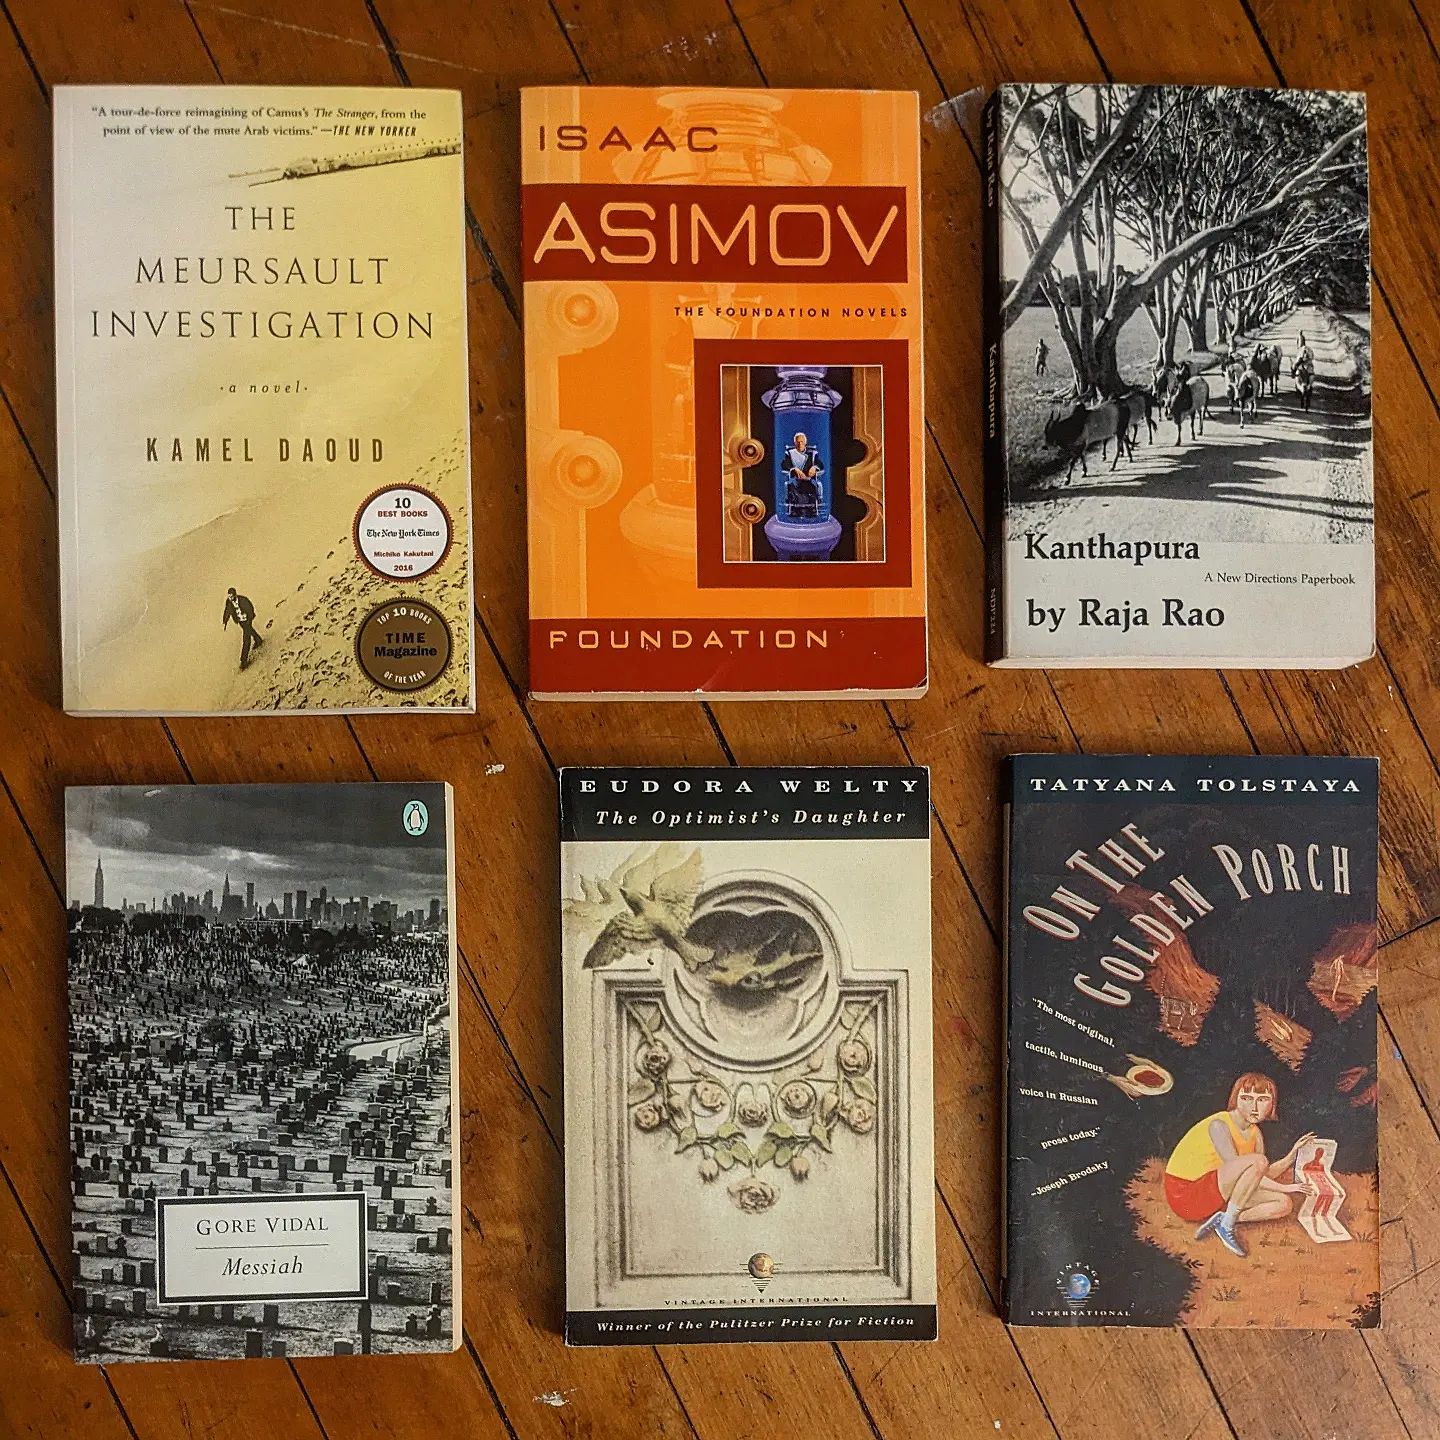 "A tour-de-force reimagining of Camus's The Stranger, from the
point of view of the mute Arab victims." —THE NEW YORKER
THE
MEURSAULT
INVESTIGATION
·a novel·
KAMEL DAOUD
10
BEST BOOKS
The New York Times
Michiko Kakutani
2016
TOP 10 BOOKS
TIME
Magazine
OF THE YEAR
ISAAC
ASIMOV
THE FOUNDATION NOVELS
FOUNDATION
by Raja Rao
Kanthapura
NDP224
Kanthapura
A New Directions Paperbook
by Raja Rao
GORE VIDAL
Messiah
EUDORA WELTY
The Optimist's Daughter
VINTAGE INTERNATIONAL
Winner of the Pulitzer Prize for Fiction
TATYANA TOLSTAYA
ON THE
GOLDEN PORCH
"The most original,
tactile, luminous
voice in Russian
prose today."
–Joseph Brodsky
VINTAGE
INTERNATIONAL